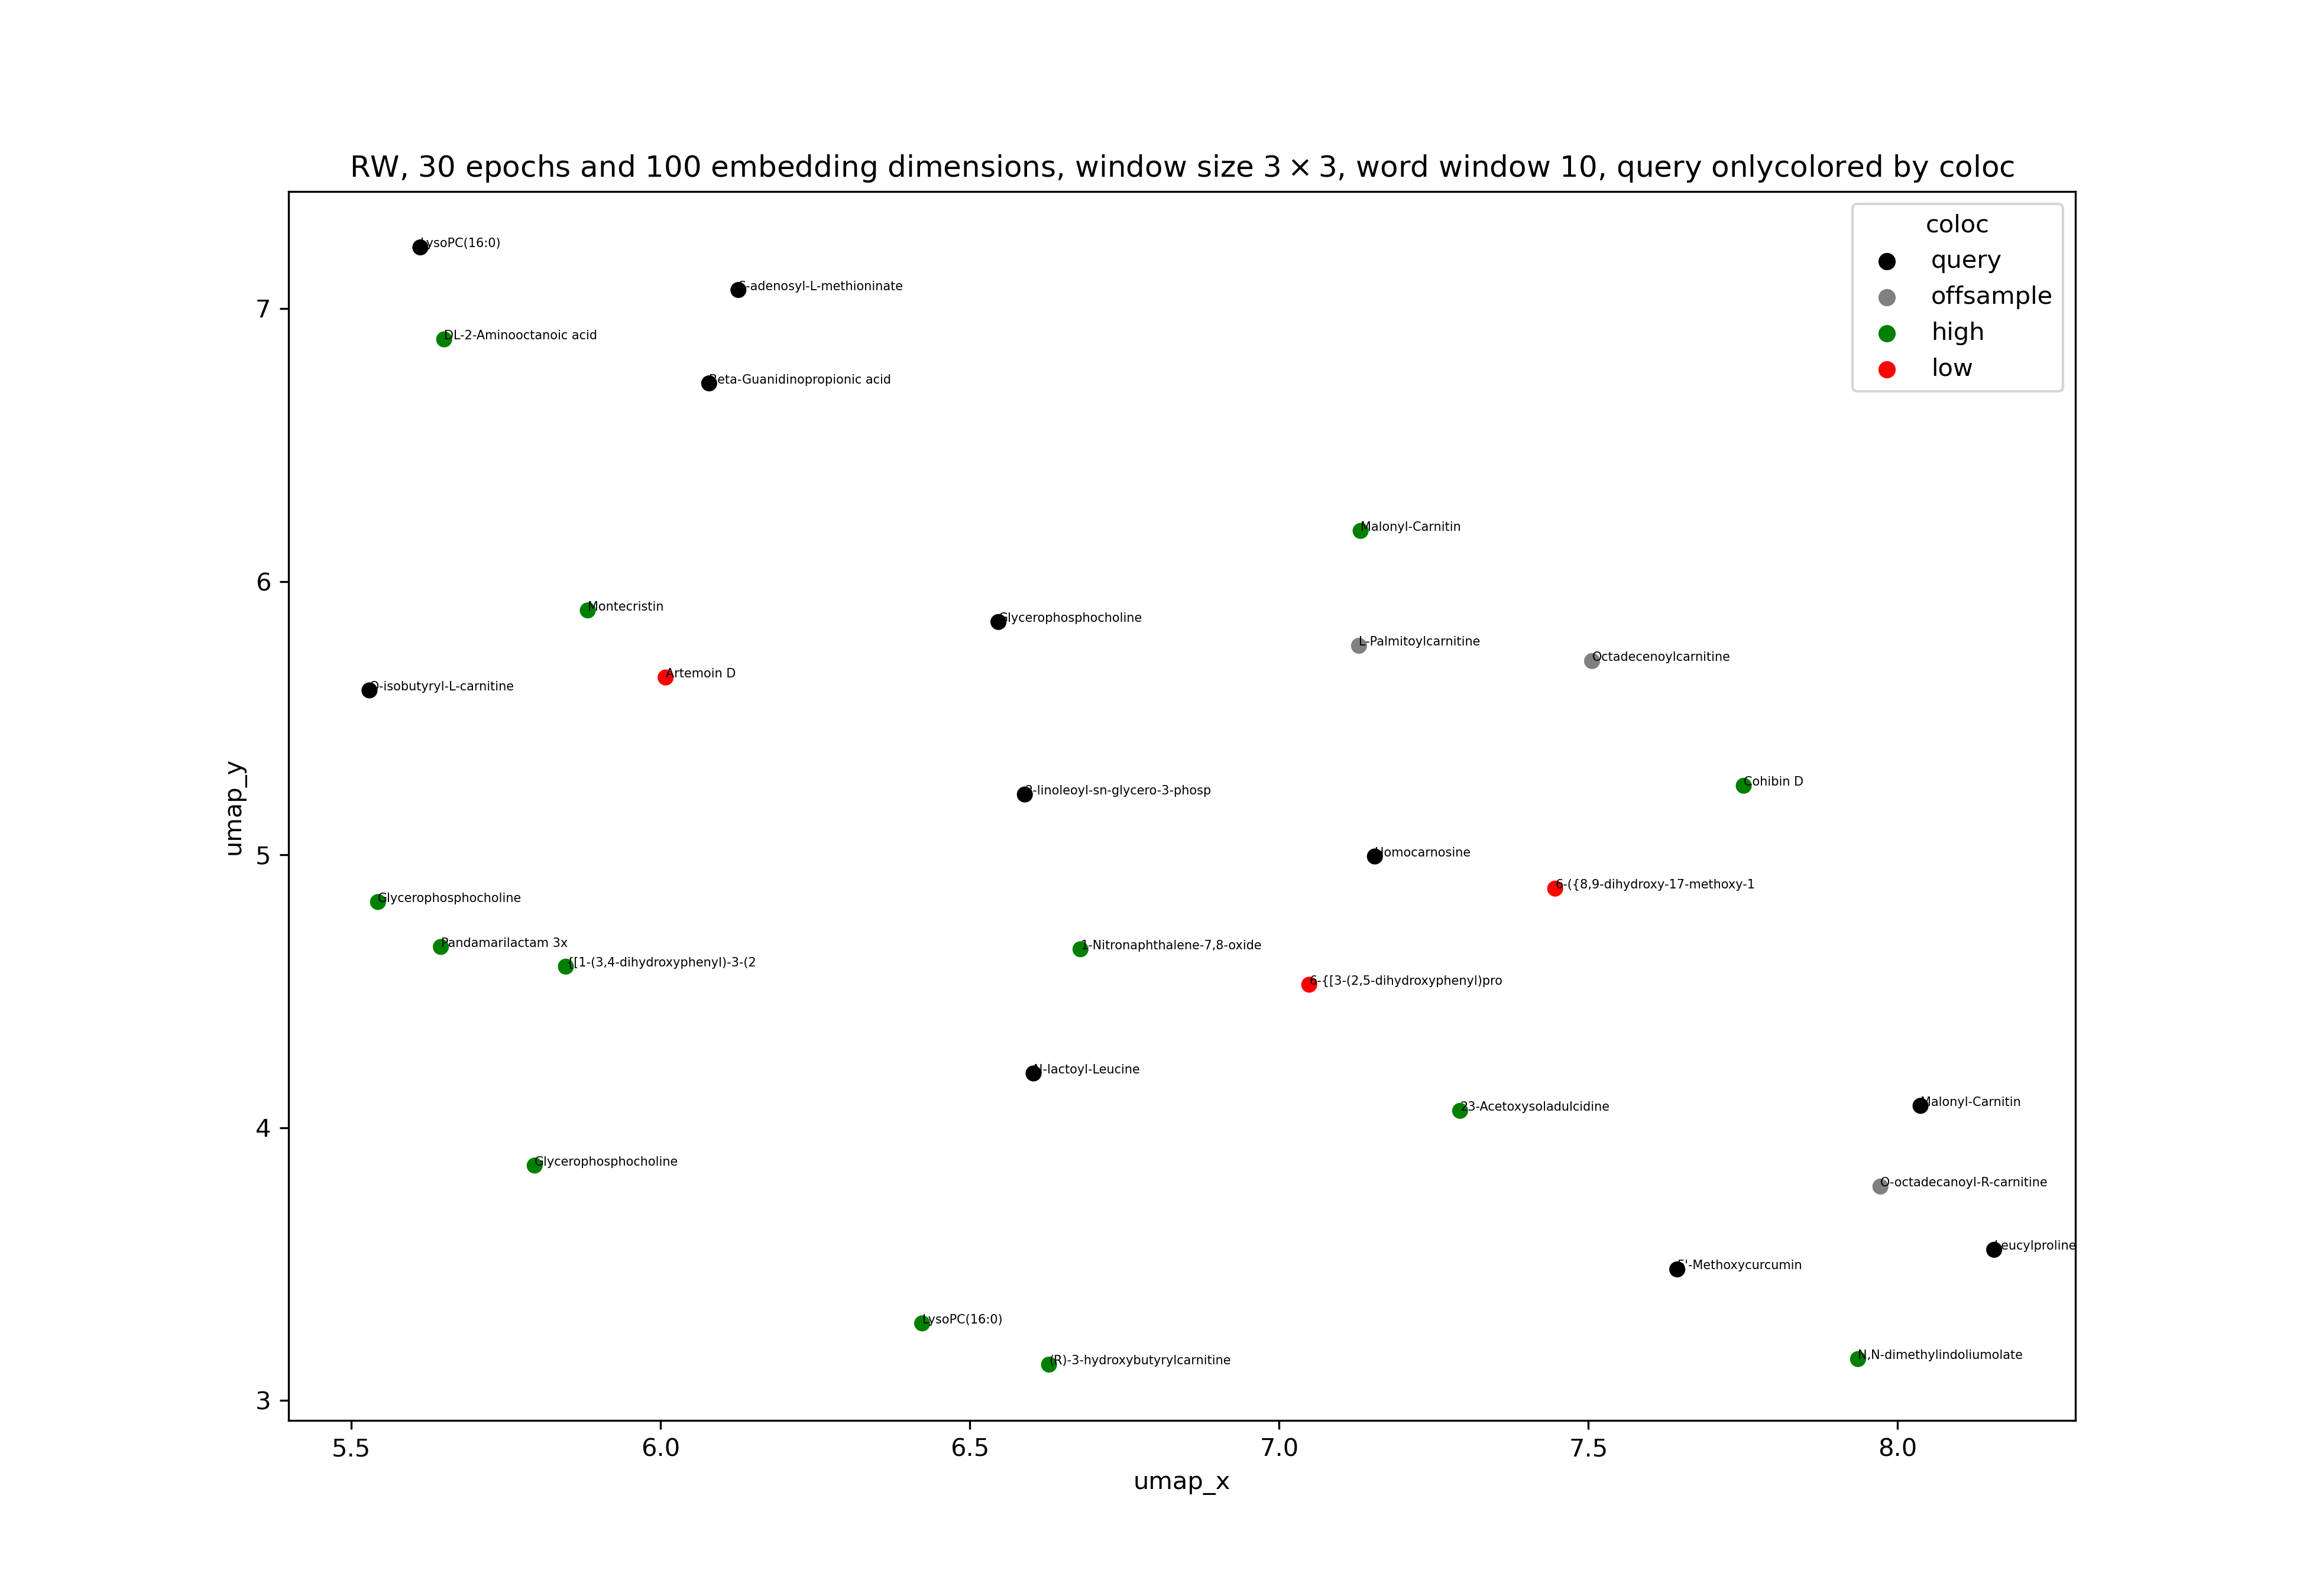 RW, 30 epochs and 100 embedding dimensions, window size 3 × 3, word window 10, query onlycolored by coloc
coloc
query
offsample
high
low
LysoPC(16:0)
S-adenosyl-L-methioninate
DL-2-Aminooctanoic acid
Beta-Guanidinopropionic acid
Malonyl-Carnitin
Montecristin
Glycerophosphocholine
L-Palmitoylcarnitine
Octadecenoylcarnitine
Artemoin D
O-isobutyryl-L-carnitine
Cohibin D
2-linoleoyl-sn-glycero-3-phosp
Homocarnosine
6-({8,9-dihydroxy-17-methoxy-1
Glycerophosphocholine
Pandamarilactam 3x
1-Nitronaphthalene-7,8-oxide
{[1-(3,4-dihydroxyphenyl)-3-(2
6-{[3-(2,5-dihydroxyphenyl)pro
N-lactoyl-Leucine
23-Acetoxysoladulcidine
Malonyl-Carnitin
Glycerophosphocholine
O-octadecanoyl-R-carnitine
Leucylproline
5'-Methoxycurcumin
LysoPC(16:0)
(R)-3-hydroxybutyrylcarnitine
N,N-dimethylindoliumolate
7
6
5
4
3
umap_y
5.5 6.0 6.5 7.0 7.5 8.0
umap_x